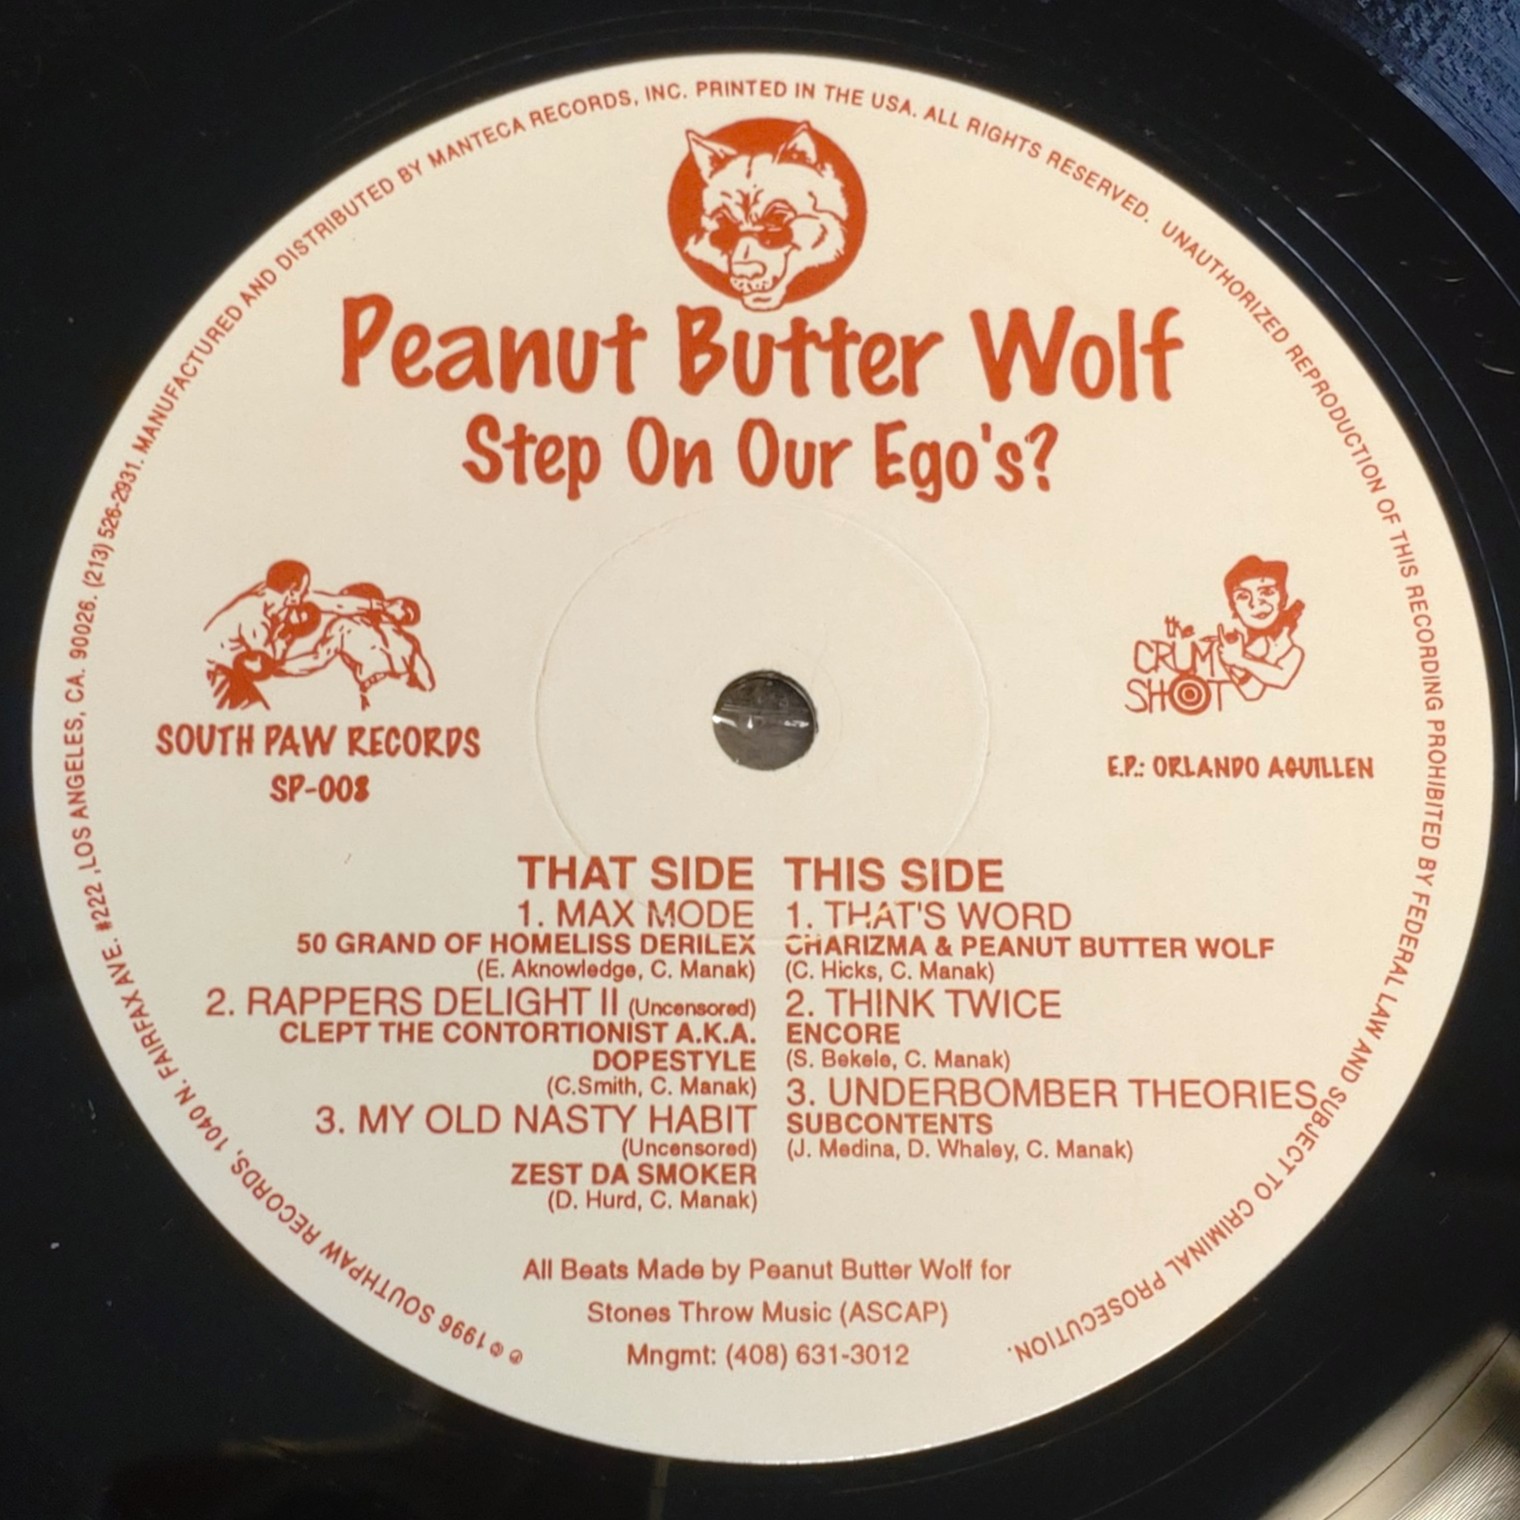 ℗ © 1996 SOUTHPAW RECORDS, 1040 N. FAIRFAX AVE. #222 ,LOS ANGELES, CA. 90026. (213) 526-2931. MANUFACTURED AND DISTRIBUTED BY MANTECA RECORDS, INC. PRINTED IN THE USA. ALL RIGHTS RESERVED. UNAUTHORIZED REPRODUCTION OF THIS RECORDING PROHIBITED BY FEDERAL LAW AND SUBJECT TO CRIMINAL PROSECUTION.
Peanut Butter Wolf
Step On Our Ego's?
SOUTH PAW RECORDS
SP-008
the
CRUM
SHOT
E.P.: ORLANDO AGUILLEN
THAT SIDE
1. MAX MODE
50 GRAND OF HOMELISS DERILEX
(E. Aknowledge, C. Manak)
2. RAPPERS DELIGHT II (Uncensored)
CLEPT THE CONTORTIONIST A.K.A.
DOPESTYLE
(C.Smith, C. Manak)
3. MY OLD NASTY HABIT
(Uncensored)
ZEST DA SMOKER
(D. Hurd, C. Manak)
THIS SIDE
1. THAT'S WORD
CHARIZMA & PEANUT BUTTER WOLF
(C. Hicks, C. Manak)
2. THINK TWICE
ENCORE
(S. Bekele, C. Manak)
3. UNDERBOMBER THEORIES
SUBCONTENTS
(J. Medina, D. Whaley, C. Manak)
All Beats Made by Peanut Butter Wolf for
Stones Throw Music (ASCAP)
Mngmt: (408) 631-3012